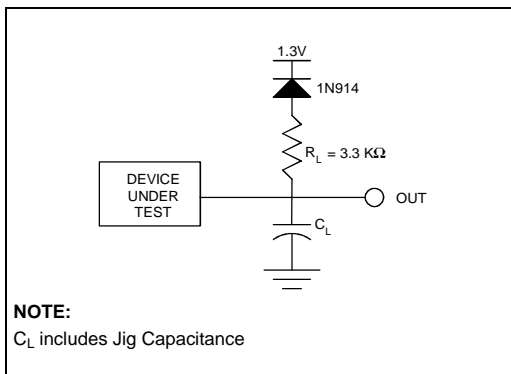 1.3V
1N914
R_L = 3.3 KΩ
DEVICE
UNDER
TEST
OUT
C_L
NOTE:
C_L includes Jig Capacitance